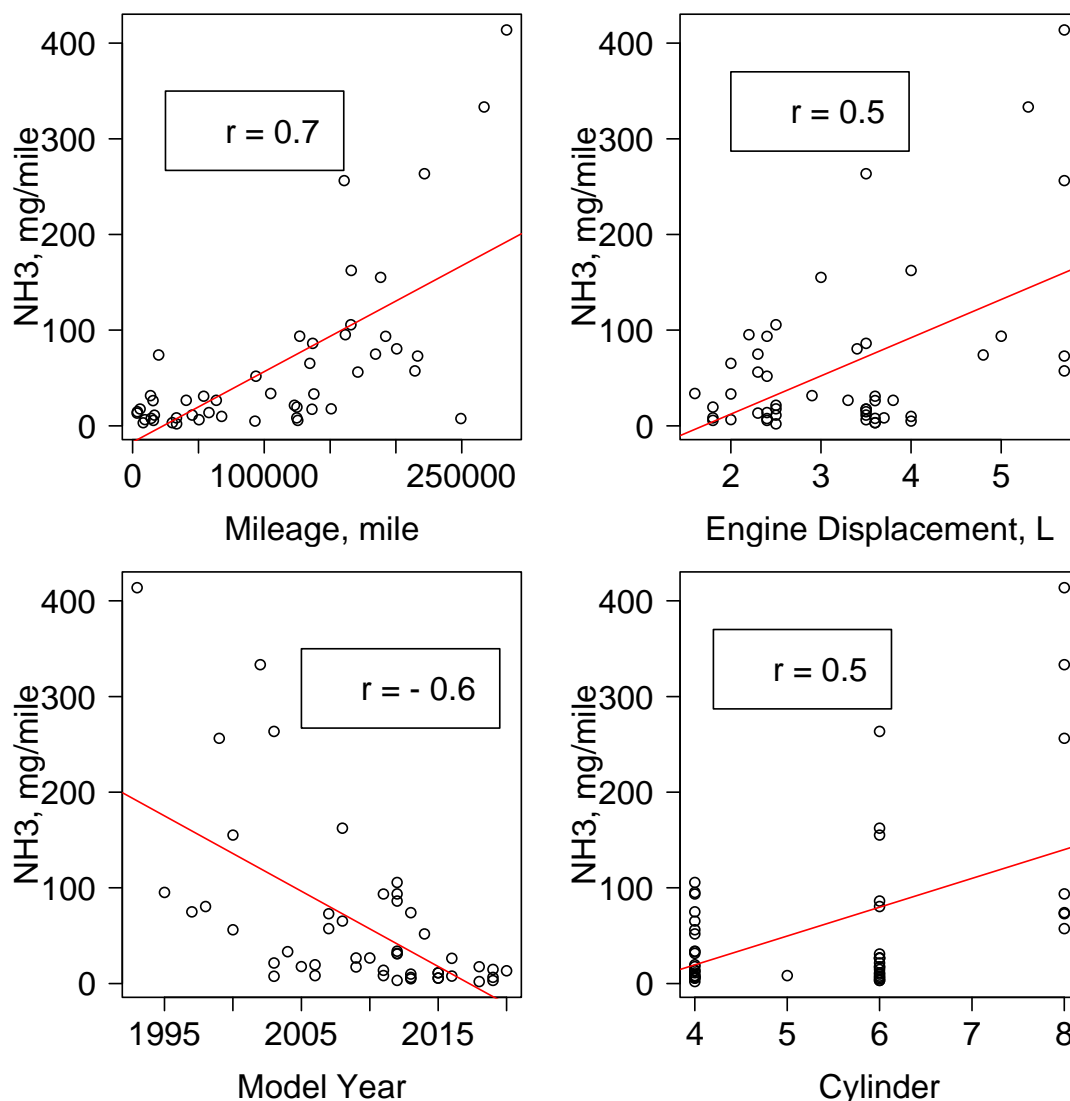 NH3, mg/mile
400
300
200
100
0
r = 0.7
0
100000
250000
Mileage, mile
NH3, mg/mile
400
300
200
100
0
r = 0.5
2
3
4
5
Engine Displacement, L
NH3, mg/mile
400
300
200
100
0
r = - 0.6
1995
2005
2015
Model Year
NH3, mg/mile
400
300
200
100
0
r = 0.5
4
5
6
7
8
Cylinder